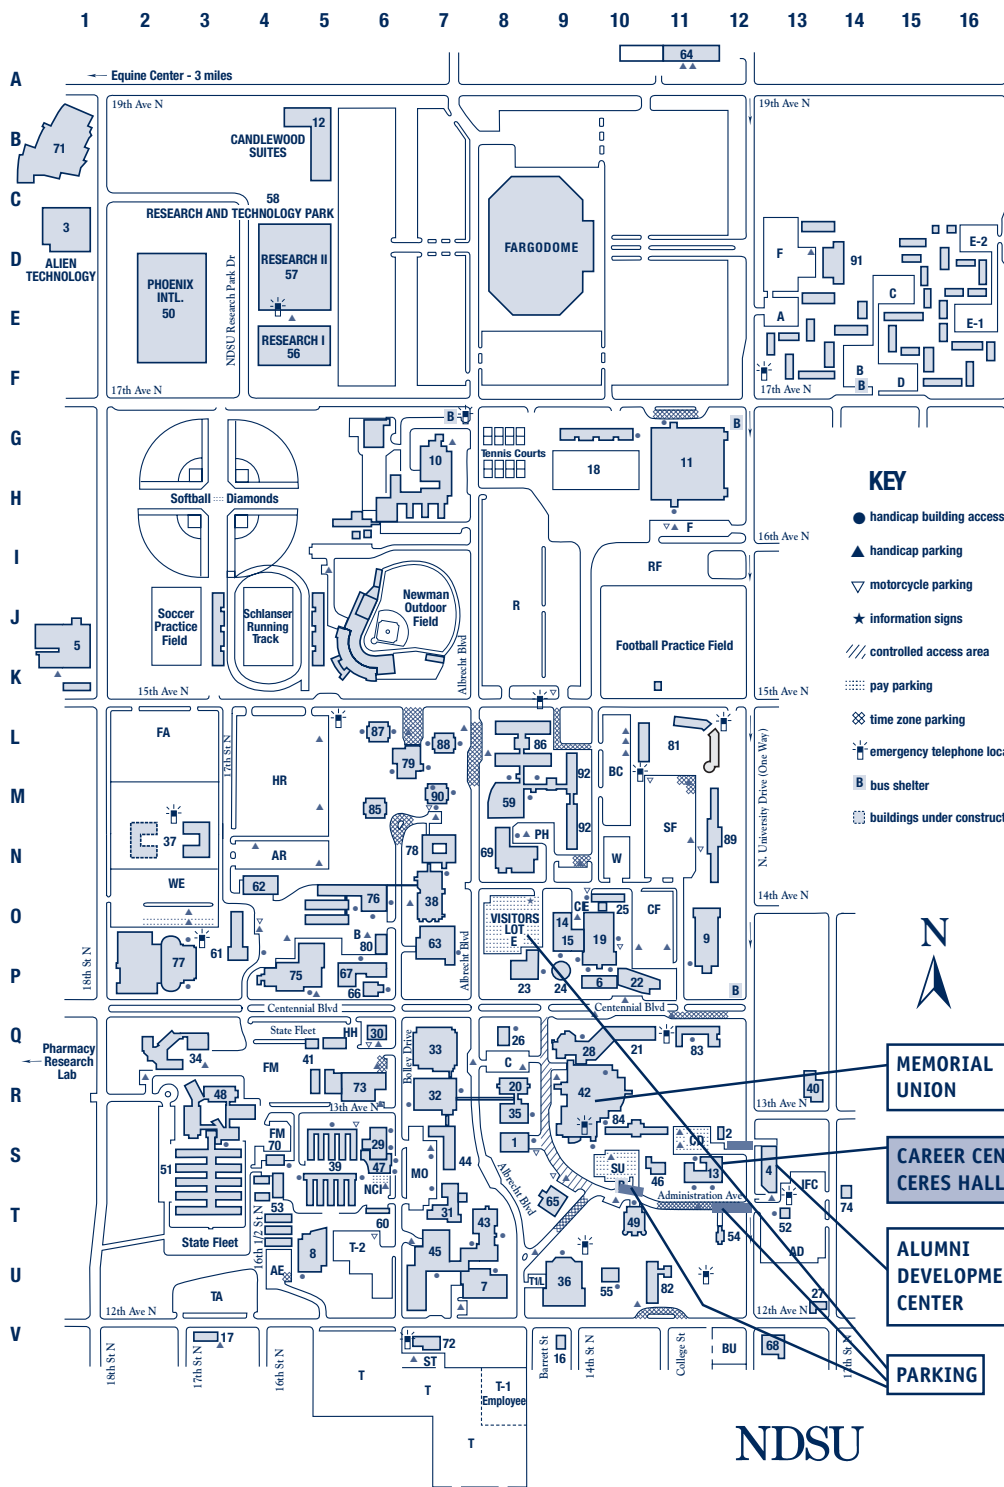 1 2 3 4 5 6 7 8 9 10 11 12 13 14 15 16
64
A
Equine Center - 3 miles
19th Ave N
19th Ave N
B
71
12
CANDLEWOOD
SUITES
C
58
RESEARCH AND TECHNOLOGY PARK
3
ALIEN
TECHNOLOGY
D
PHOENIX
INTL.
50
NDSU Research Park Dr
RESEARCH II
57
FARGODOME
F
91
E-2
C
E
RESEARCH I
56
A
E-1
F
B
B
D
17th Ave N
17th Ave N
G
B
B
10
Tennis Courts
18
11
KEY
H
Softball
Diamonds
handicap building access
F
16th Ave N
I
handicap parking
RF
motorcycle parking
J
Soccer
Practice
Field
Schlanser
Running
Track
Newman
Outdoor
Field
R
information signs
5
Football Practice Field
controlled access area
K
Albrecht Blvd
pay parking
15th Ave N
15th Ave N
time zone parking
L
FA
17th St N
87
88
86
81
79
HR
92
BC
emergency telephone loca
N. University Drive (One Way)
M
90
59
bus shelter
B
85
SF
buildings under construct
37
92
89
N
78
PH
69
AR
W
WE
62
76
14th Ave N
O
38
VISITORS
LOT
E
CE
25
CF
14
N
B
80
63
15
19
9
61
P
77
75
67
66
18th St N
Albrecht Blvd
23
24
6
22
B
Centennial Blvd
Centennial Blvd
Q
State Fleet
HH
30
Bolley Drive
33
26
28
21
83
Pharmacy
Research
Lab
34
41
C
FM
MEMORIAL
UNION
R
48
73
32
20
42
40
35
13th Ave N
13th Ave N
84
2
FM
70
29
1
CD
S
51
39
47
44
SU
46
13
4
CAREER CEN
CERES HALL
NCI
MO
Albrecht Blvd
Administration Ave
IFC
53
65
74
T
60
31
43
49
52
State Fleet
16th 1/2 St N
8
T-2
45
54
AD
ALUMNI
DEVELOPME
CENTER
U
AE
7
T1/L
36
55
82
TA
27
12th Ave N
12th Ave N
V
17
72
16
BU
68
ST
18th St N
17th St N
16th St N
Barrett St
14th St N
College St
12th St N
T
T
T-1
Employee
PARKING
T
NDSU